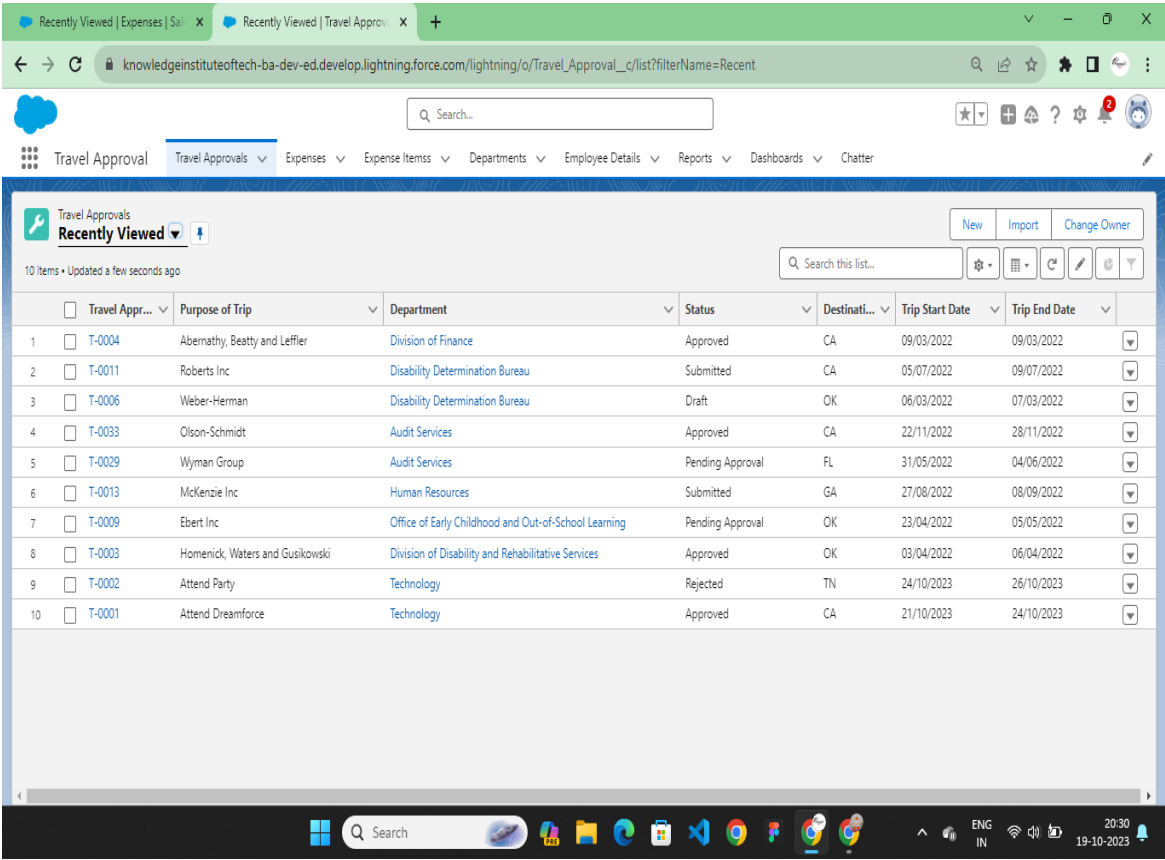 Recently Viewed | Expenses | Sal
Recently Viewed | Travel Approv
knowledgeinstituteoftech-ba-dev-ed.develop.lightning.force.com/lightning/o/Travel_Approval__c/list?filterName=Recent
Search...
2
Travel Approval Travel Approvals Expenses Expense Itemss Departments Employee Details Reports Dashboards Chatter
Travel Approvals
Recently Viewed
New Import Change Owner
10 items • Updated a few seconds ago
Search this list...
Travel Appr... Purpose of Trip Department Status Destinati... Trip Start Date Trip End Date
1 T-0004 Abernathy, Beatty and Leffler Division of Finance Approved CA 09/03/2022 09/03/2022
2 T-0011 Roberts Inc Disability Determination Bureau Submitted CA 05/07/2022 09/07/2022
3 T-0006 Weber-Herman Disability Determination Bureau Draft OK 06/03/2022 07/03/2022
4 T-0033 Olson-Schmidt Audit Services Approved CA 22/11/2022 28/11/2022
5 T-0029 Wyman Group Audit Services Pending Approval FL 31/05/2022 04/06/2022
6 T-0013 McKenzie Inc Human Resources Submitted GA 27/08/2022 08/09/2022
7 T-0009 Ebert Inc Office of Early Childhood and Out-of-School Learning Pending Approval OK 23/04/2022 05/05/2022
8 T-0003 Homenick, Waters and Gusikowski Division of Disability and Rehabilitative Services Approved OK 03/04/2022 06/04/2022
9 T-0002 Attend Party Technology Rejected TN 24/10/2023 26/10/2023
10 T-0001 Attend Dreamforce Technology Approved CA 21/10/2023 24/10/2023
Search
PRE
ENG
IN
20:30
19-10-2023